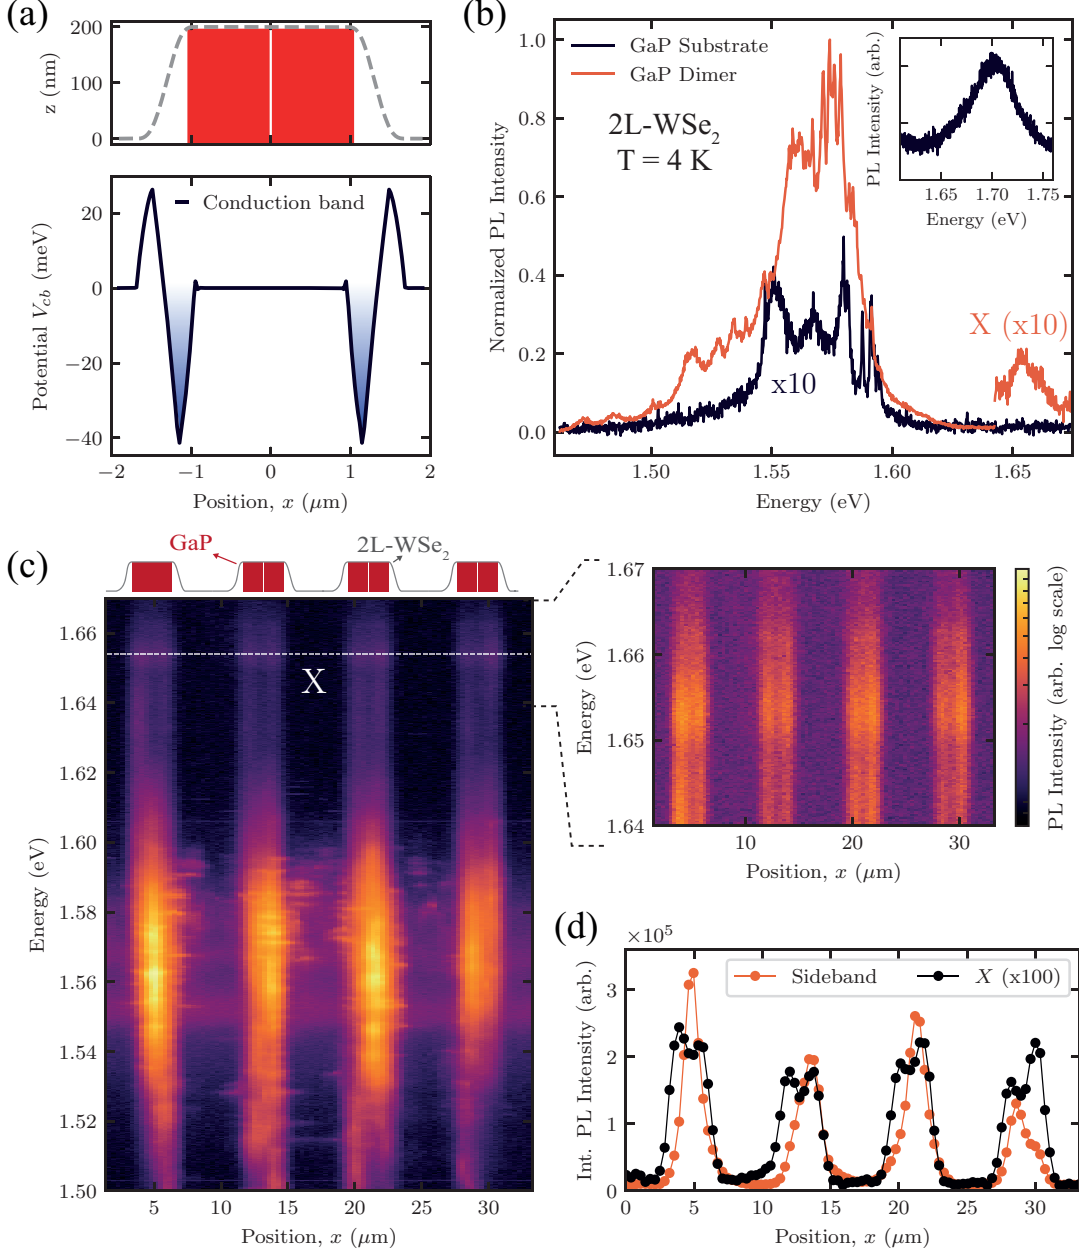 (a)
200
100
0
z (nm)
Conduction band
20
0
−20
−40
Potential V_cb (meV)
−2
−1
0
1
2
Position, x (μm)
(b)
GaP Substrate
GaP Dimer
2L-WSe₂
T = 4 K
1.0
0.8
0.6
0.4
0.2
0.0
Normalized PL Intensity
x10
X (x10)
1.50
1.55
1.60
1.65
Energy (eV)
PL Intensity (arb.)
1.65
1.70
1.75
Energy (eV)
(c)
GaP
2L-WSe₂
X
1.66
1.64
1.62
1.60
1.58
1.56
1.54
1.52
1.50
Energy (eV)
5
10
15
20
25
30
Position, x (μm)
1.67
1.66
1.65
1.64
Energy (eV)
10
20
30
Position, x (μm)
PL Intensity (arb. log scale)
(d)
×10⁵
Sideband
X (x100)
3
2
1
0
Int. PL Intensity (arb.)
0
5
10
15
20
25
30
Position, x (μm)